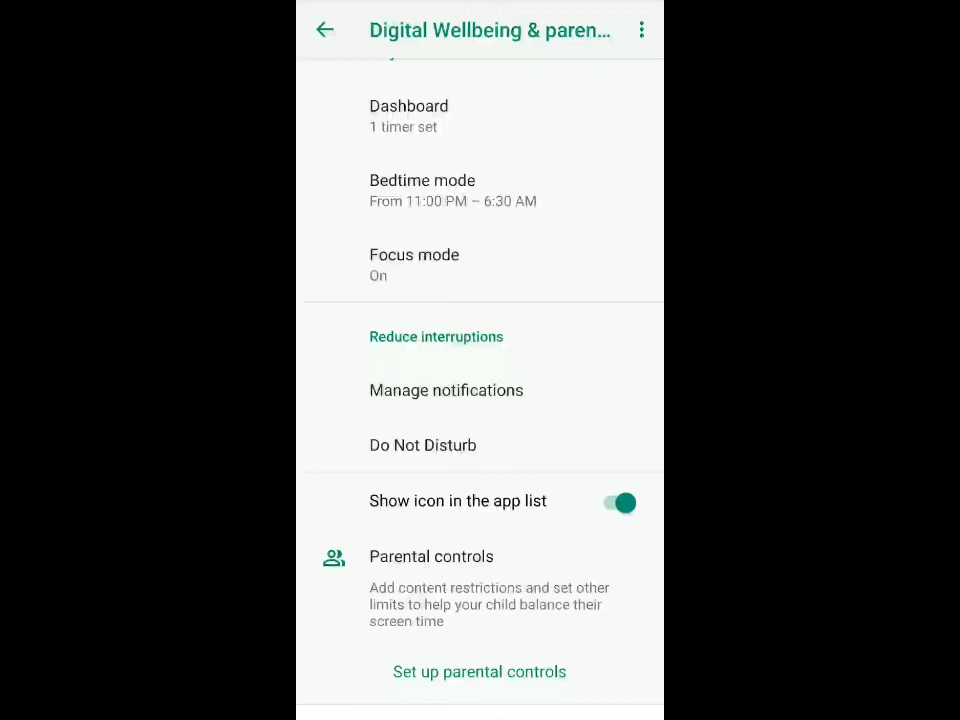 Digital Wellbeing & paren...
Dashboard
1 timer set
Bedtime mode
From 11:00 PM – 6:30 AM
Focus mode
On
Reduce interruptions
Manage notifications
Do Not Disturb
Show icon in the app list
Parental controls
Add content restrictions and set other
limits to help your child balance their
screen time
Set up parental controls